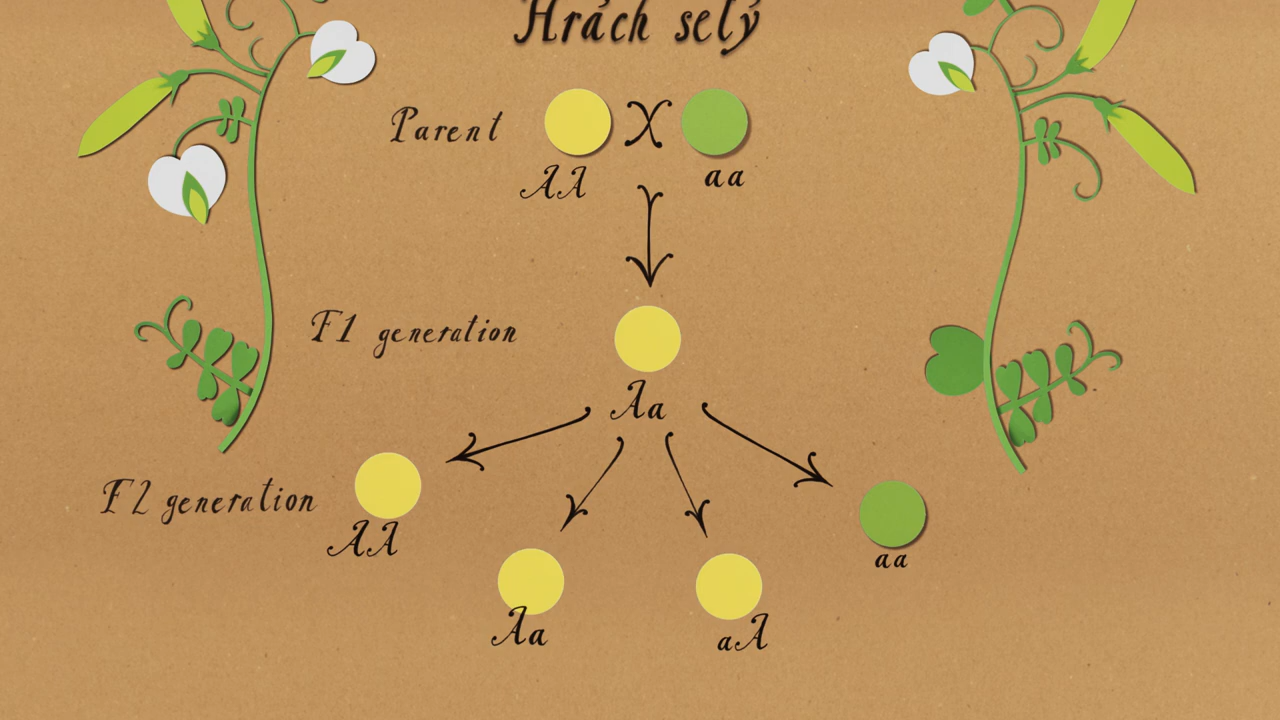 Hrách setý
Parent X
AA aa
F1 generation
Aa
F2 generation
AA
aa
Aa aA